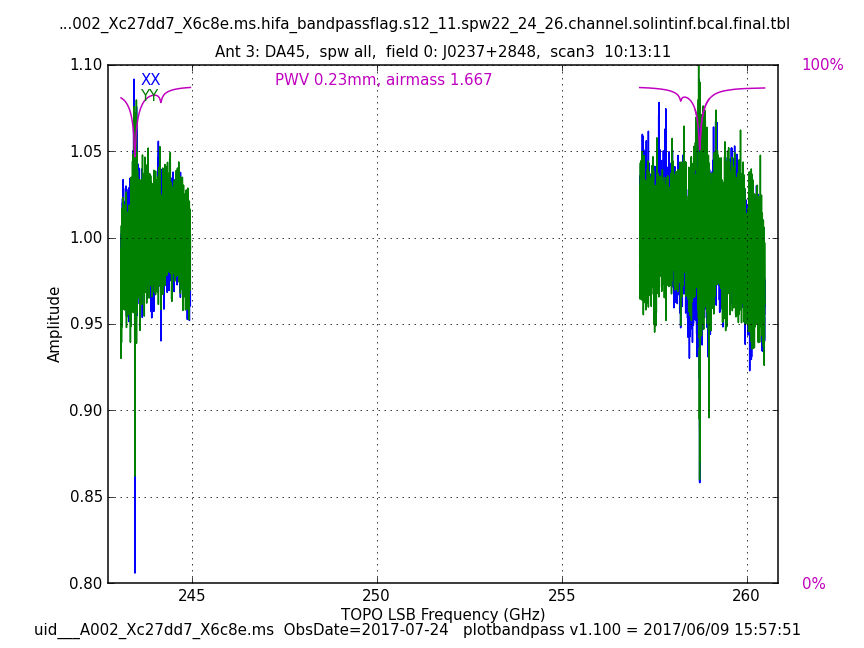 ...002_Xc27dd7_X6c8e.ms.hifa_bandpassflag.s12_11.spw22_24_26.channel.solintinf.bcal.final.tbl
Ant 3: DA45,  spw all,  field 0: J0237+2848,  scan3  10:13:11
1.10
100%
XX
PWV 0.23mm, airmass 1.667
YY
1.05
1.00
0.95
Amplitude
0.90
0.85
0.80
0%
245
250
255
260
TOPO LSB Frequency (GHz)
uid___A002_Xc27dd7_X6c8e.ms  ObsDate=2017-07-24   plotbandpass v1.100 = 2017/06/09 15:57:51